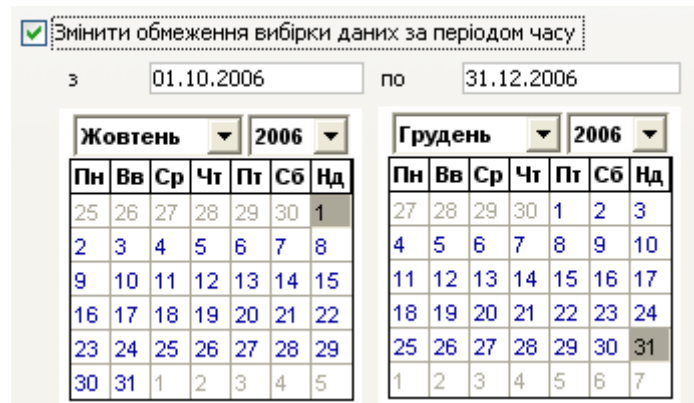 Змінити обмеження вибірки даних за періодом часу
з 01.10.2006 по 31.12.2006
Жовтень 2006 Грудень 2006
Пн Вв Ср Чт Пт Сб Нд Пн Вв Ср Чт Пт Сб Нд
25 26 27 28 29 30 1 27 28 29 30 1 2 3
2 3 4 5 6 7 8 4 5 6 7 8 9 10
9 10 11 12 13 14 15 11 12 13 14 15 16 17
16 17 18 19 20 21 22 18 19 20 21 22 23 24
23 24 25 26 27 28 29 25 26 27 28 29 30 31
30 31 1 2 3 4 5 1 2 3 4 5 6 7